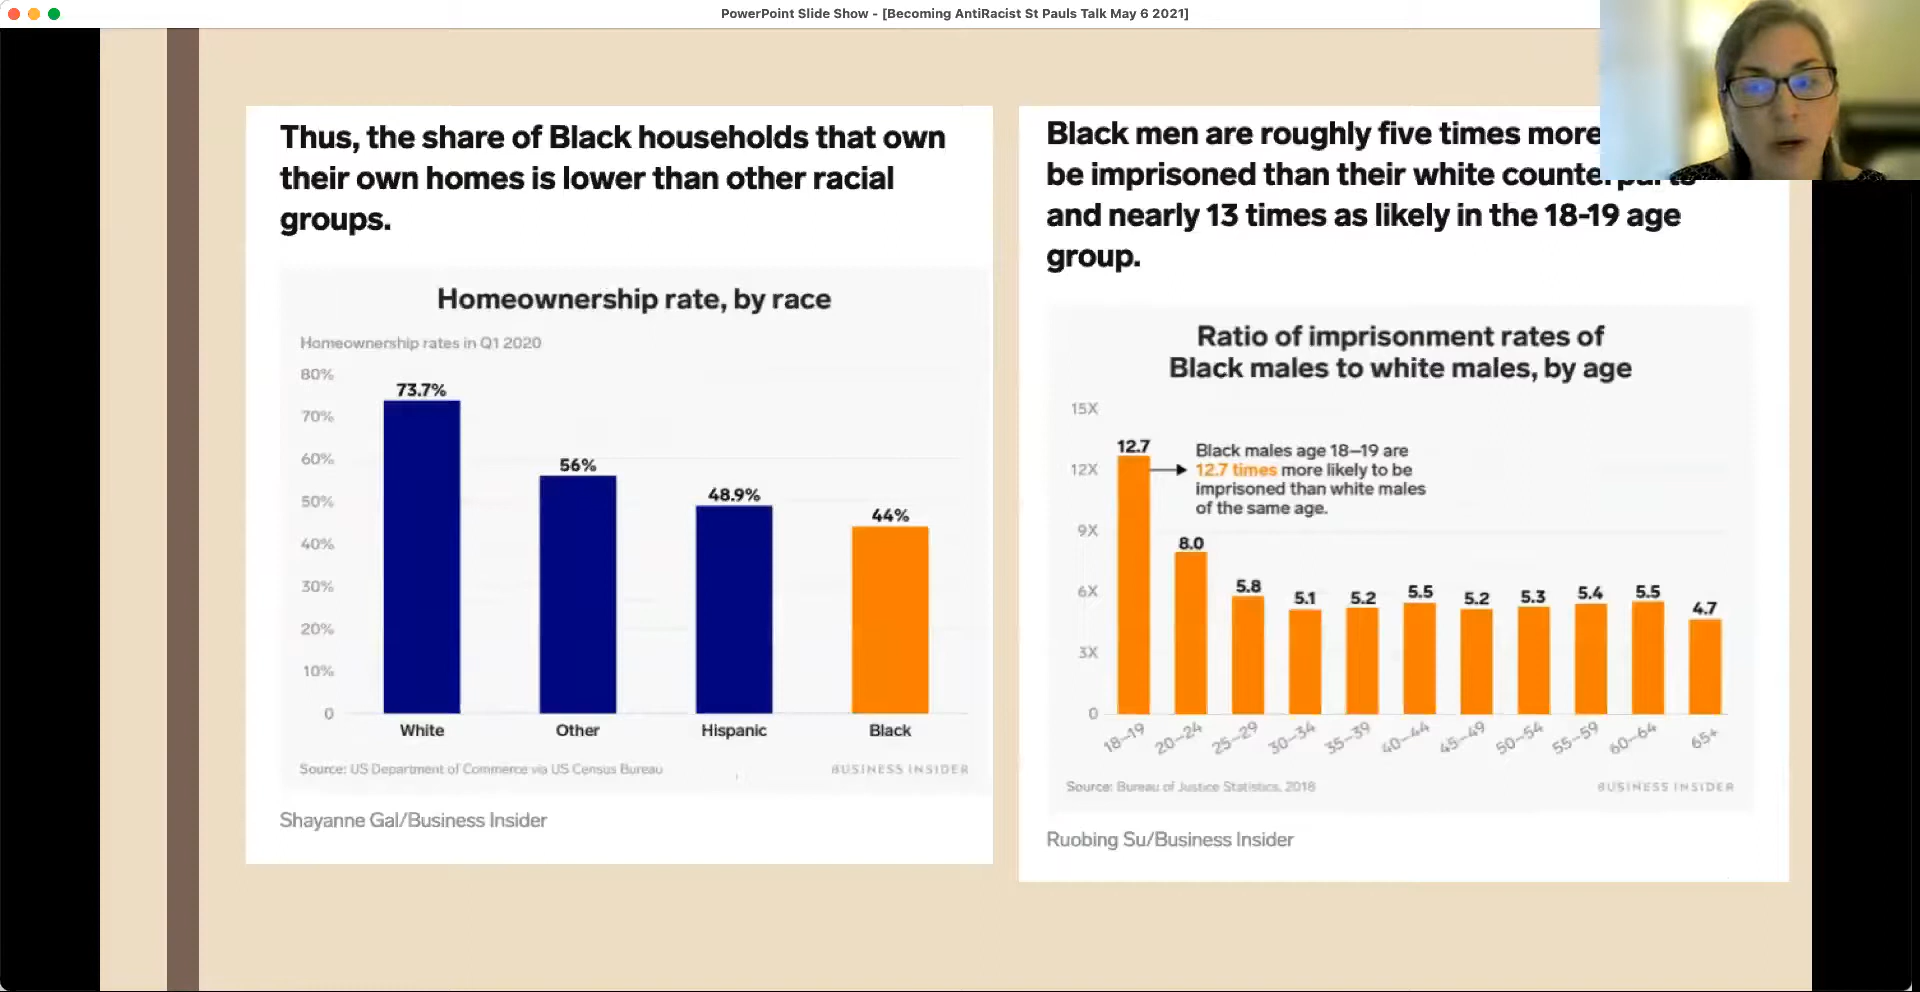 PowerPoint Slide Show - [Becoming AntiRacist St Pauls Talk May 6 2021]
Thus, the share of Black households that own
their own homes is lower than other racial
groups.
Homeownership rate, by race
Homeownership rates in Q1 2020
80%
73.7%
70%
60%
56%
50%
48.9%
44%
40%
30%
20%
10%
0
White
Other
Hispanic
Black
Source: US Department of Commerce via US Census Bureau
BUSINESS INSIDER
Shayanne Gal/Business Insider
Black men are roughly five times more
be imprisoned than their white counterparts
and nearly 13 times as likely in the 18-19 age
group.
Ratio of imprisonment rates of
Black males to white males, by age
15X
12.7
Black males age 18–19 are
12.7 times more likely to be
imprisoned than white males
of the same age.
12X
9X
8.0
6X
5.8
5.1
5.2
5.5
5.2
5.3
5.4
5.5
4.7
3X
0
18–19
20–24
25–29
30–34
35–39
40–44
45–49
50–54
55–59
60–64
65+
Source: Bureau of Justice Statistics, 2018
BUSINESS INSIDER
Ruobing Su/Business Insider